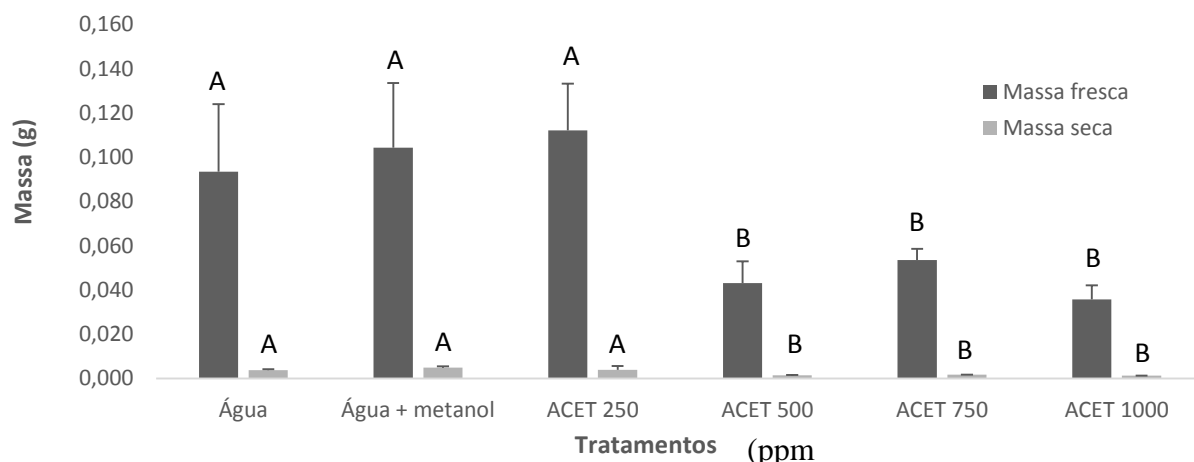 0,160
0,140
0,120
0,100
0,080
0,060
0,040
0,020
0,000
Massa (g)
A
A
A
B
B
B
A
A
A
B
B
B
Massa fresca
Massa seca
Água
Água + metanol
ACET 250
ACET 500
ACET 750
ACET 1000
Tratamentos (ppm